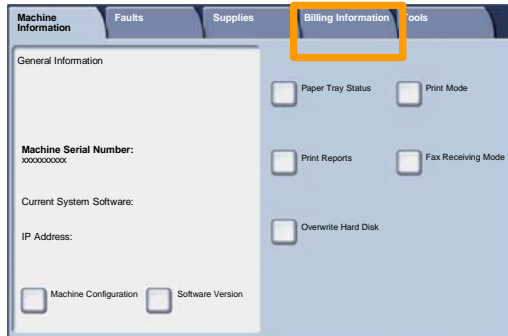 Machine Information
Faults
Supplies
Billing Information
Tools
General Information
Machine Serial Number:
xxxxxxxxxx
Current System Software:
IP Address:
Machine Configuration
Software Version
Paper Tray Status
Print Mode
Print Reports
Fax Receiving Mode
Overwrite Hard Disk